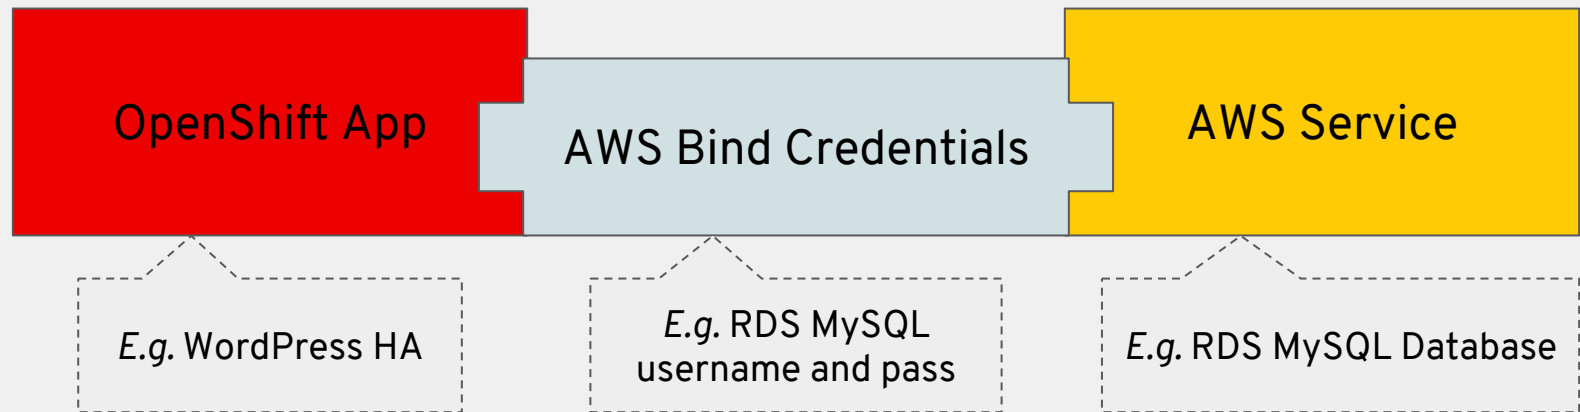 OpenShift App
AWS Bind Credentials
AWS Service
E.g. WordPress HA
E.g. RDS MySQL
username and pass
E.g. RDS MySQL Database